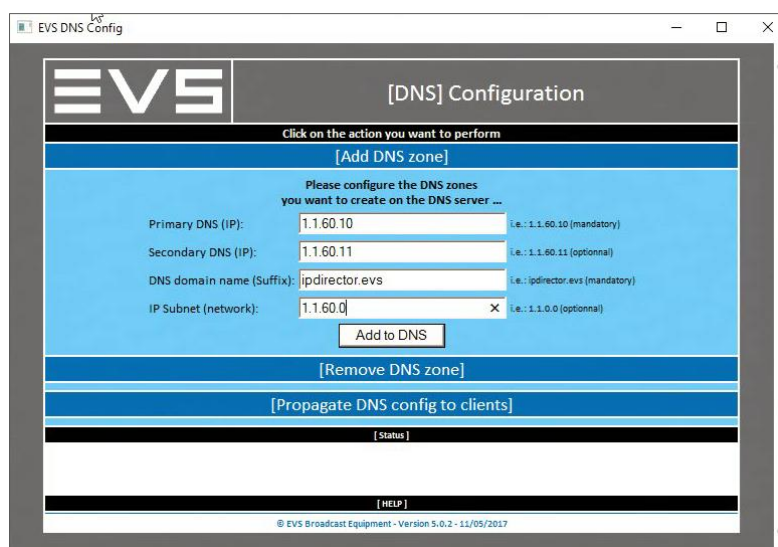 EVS DNS Config
EVS
[DNS] Configuration
Click on the action you want to perform
[Add DNS zone]
Please configure the DNS zones
you want to create on the DNS server ...
Primary DNS (IP): 1.1.60.10 i.e.: 1.1.60.10 (mandatory)
Secondary DNS (IP): 1.1.60.11 i.e.: 1.1.60.11 (optionnal)
DNS domain name (Suffix): ipdirector.evs i.e.: ipdirector.evs (mandatory)
IP Subnet (network): 1.1.60.0 i.e.: 1.1.0.0 (optionnal)
Add to DNS
[Remove DNS zone]
[Propagate DNS config to clients]
[ Status ]
[ HELP ]
© EVS Broadcast Equipment - Version 5.0.2 - 11/05/2017